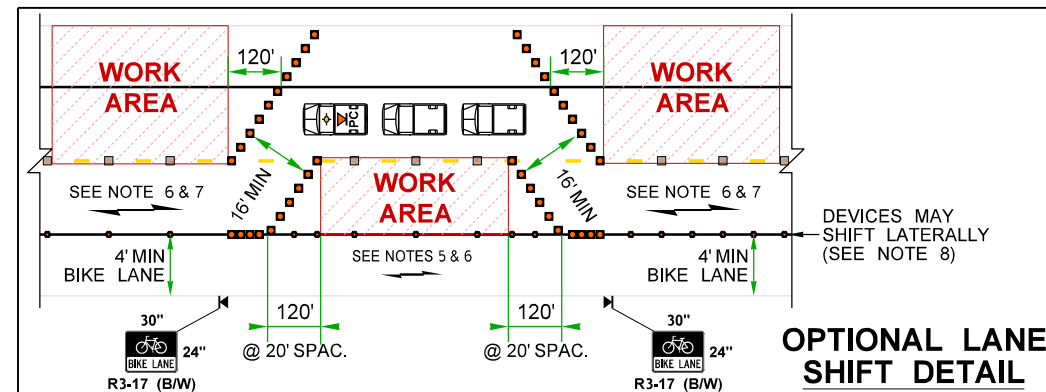 120'
120'
WORK
AREA
WORK
AREA
PC
SEE NOTE 6 & 7
16' MIN
WORK
AREA
16' MIN
SEE NOTE 6 & 7
DEVICES MAY
SHIFT LATERALLY
(SEE NOTE 8)
4' MIN
BIKE LANE
SEE NOTES 5 & 6
4' MIN
BIKE LANE
120'
120'
@ 20' SPAC.
@ 20' SPAC.
30"
24"
BIKE LANE
R3-17 (B/W)
30"
24"
BIKE LANE
R3-17 (B/W)
OPTIONAL LANE
SHIFT DETAIL